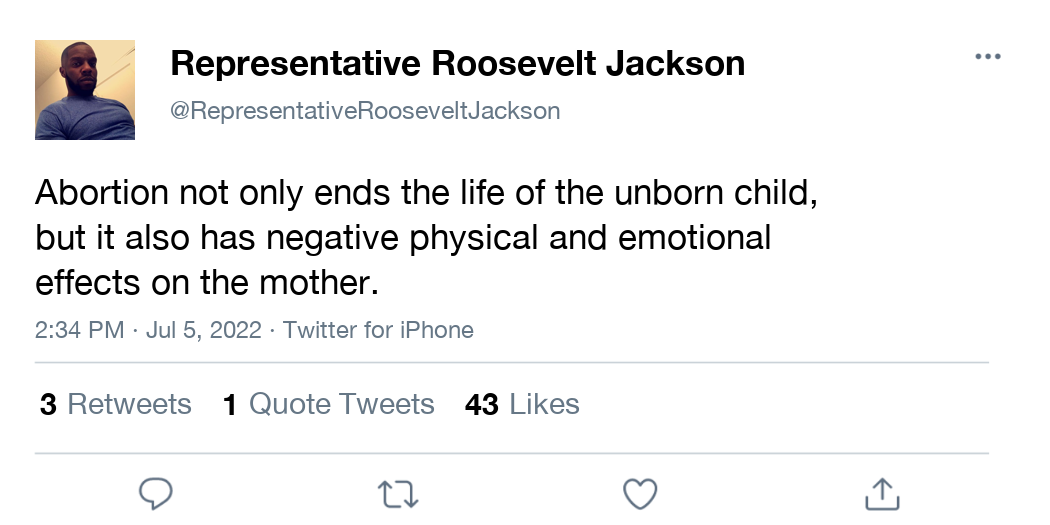 Representative Roosevelt Jackson
@RepresentativeRooseveltJackson
Abortion not only ends the life of the unborn child,
but it also has negative physical and emotional
effects on the mother.
2:34 PM · Jul 5, 2022 · Twitter for iPhone
3 Retweets 1 Quote Tweets 43 Likes